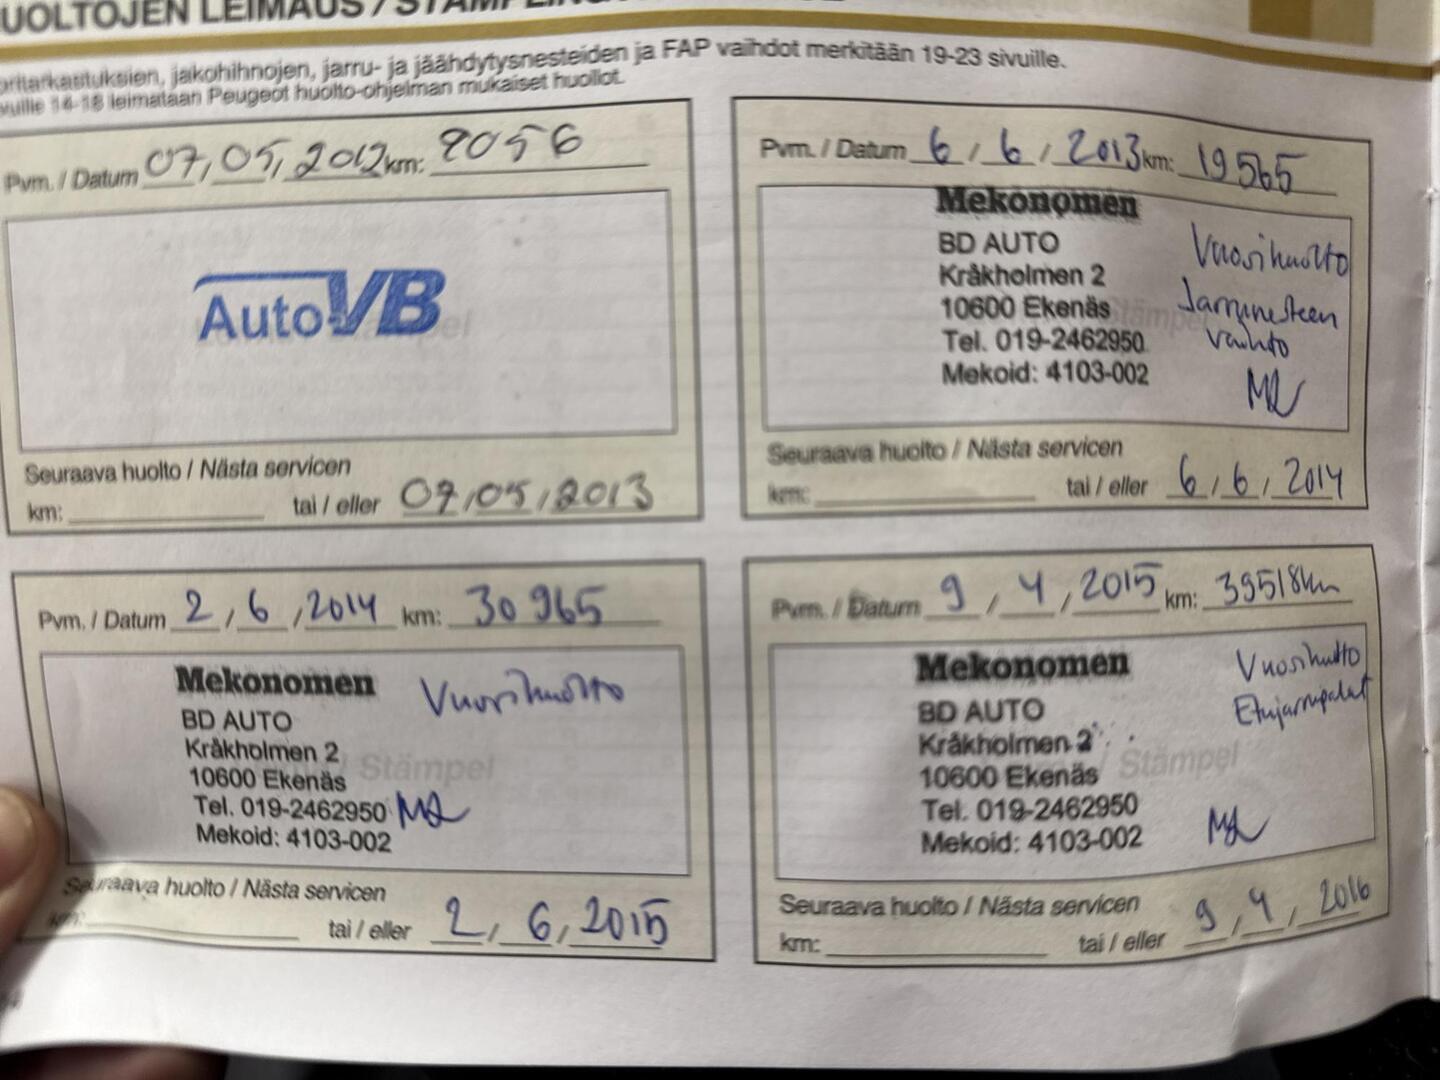 HUOLTOJEN LEIMAUS / STÄMPLING
jakohihnojen, jarru- ja jäähdytysnesteiden ja FAP vaihdot merkitään 19-23 sivuille.
14-18 leimataan Peugeot huolto-ohjelman mukaiset huollot.
Pvm. / Datum 07,05,2012 km: 9056
AutoVB
Seuraava huolto / Nästa servicen
km: tai / eller 07,05,2013
Pvm. / Datum 6 / 6 / 2013 km: 19565
Mekonomen
BD AUTO
Kråkholmen 2
10600 Ekenäs
Tel. 019-2462950
Mekoid: 4103-002
Stämpel
Vuosihuolto
Jarrunesteen
vaihto
Seuraava huolto / Nästa servicen
km: tai / eller 6 / 6 / 2014
Pvm. / Datum 2 / 6 / 2014 km: 30965
Mekonomen
BD AUTO
Kråkholmen 2
10600 Ekenäs
Tel. 019-2462950
Mekoid: 4103-002
Stämpel
Vuosihuolto
Seuraava huolto / Nästa servicen
km: tai / eller 2, 6, 2015
Pvm. / Datum 9 / 4 / 2015 km: 39518km
Mekonomen
BD AUTO
Kråkholmen 2
10600 Ekenäs
Tel. 019-2462950
Mekoid: 4103-002
Stämpel
Vuosihuolto
Etujarrupalat
Seuraava huolto / Nästa servicen
km: tai / eller 9, 4, 2016